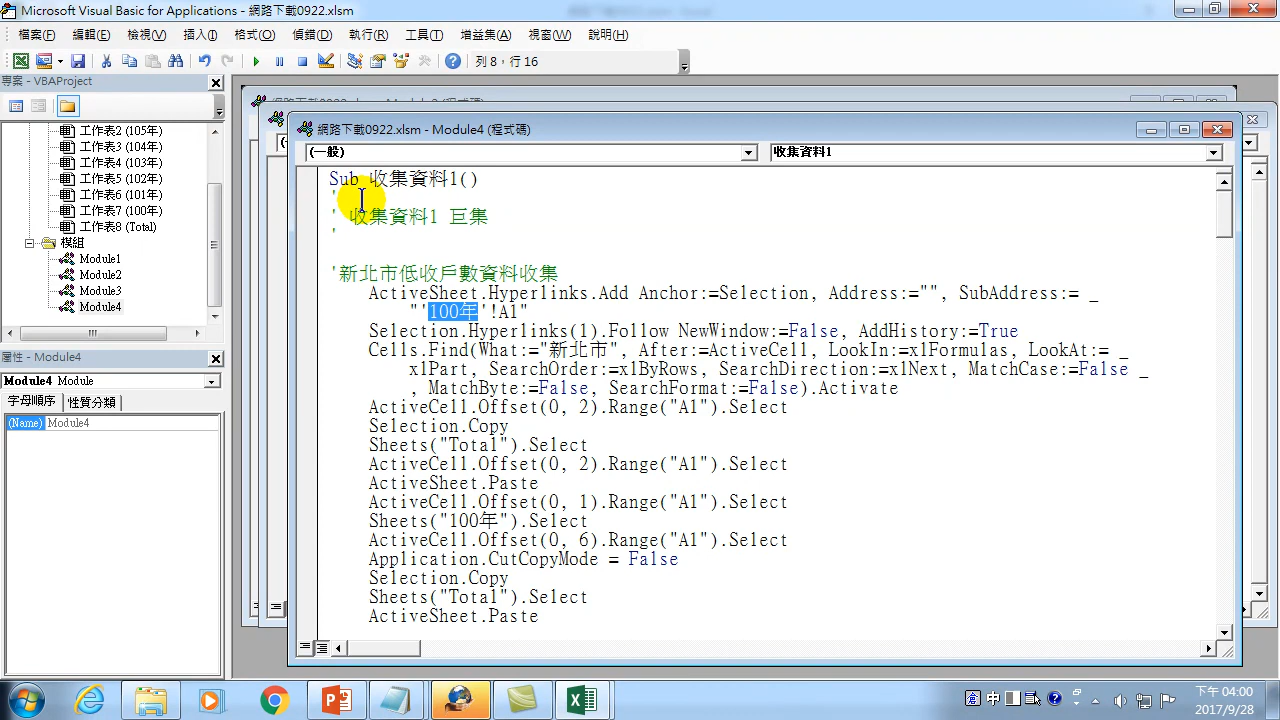 Microsoft Visual Basic for Applications - 網路下載0922.xlsm
檔案(F) 編輯(E) 檢視(V) 插入(I) 格式(O) 偵錯(D) 執行(R) 工具(T) 增益集(A) 視窗(W) 說明(H)
列 8，行 16
專案 - VBAProject
工作表2 (105年)
工作表3 (104年)
工作表4 (103年)
工作表5 (102年)
工作表6 (101年)
工作表7 (100年)
工作表8 (Total)
模組
Module1
Module2
Module3
Module4
屬性 - Module4
Module4 Module
字母順序 性質分類
(Name) Module4
網路下載0922.xlsm - Module4 (程式碼)
(一般) 收集資料1
Sub 收集資料1()
'
' 收集資料1 巨集
'
'新北市低收戶數資料收集
ActiveSheet.Hyperlinks.Add Anchor:=Selection, Address:="", SubAddress:= _
"'100年'!A1"
Selection.Hyperlinks(1).Follow NewWindow:=False, AddHistory:=True
Cells.Find(What:="新北市", After:=ActiveCell, LookIn:=xlFormulas, LookAt:= _
xlPart, SearchOrder:=xlByRows, SearchDirection:=xlNext, MatchCase:=False _
, MatchByte:=False, SearchFormat:=False).Activate
ActiveCell.Offset(0, 2).Range("A1").Select
Selection.Copy
Sheets("Total").Select
ActiveCell.Offset(0, 2).Range("A1").Select
ActiveSheet.Paste
ActiveCell.Offset(0, 1).Range("A1").Select
Sheets("100年").Select
ActiveCell.Offset(0, 6).Range("A1").Select
Application.CutCopyMode = False
Selection.Copy
Sheets("Total").Select
ActiveSheet.Paste
中
下午 04:00
2017/9/28